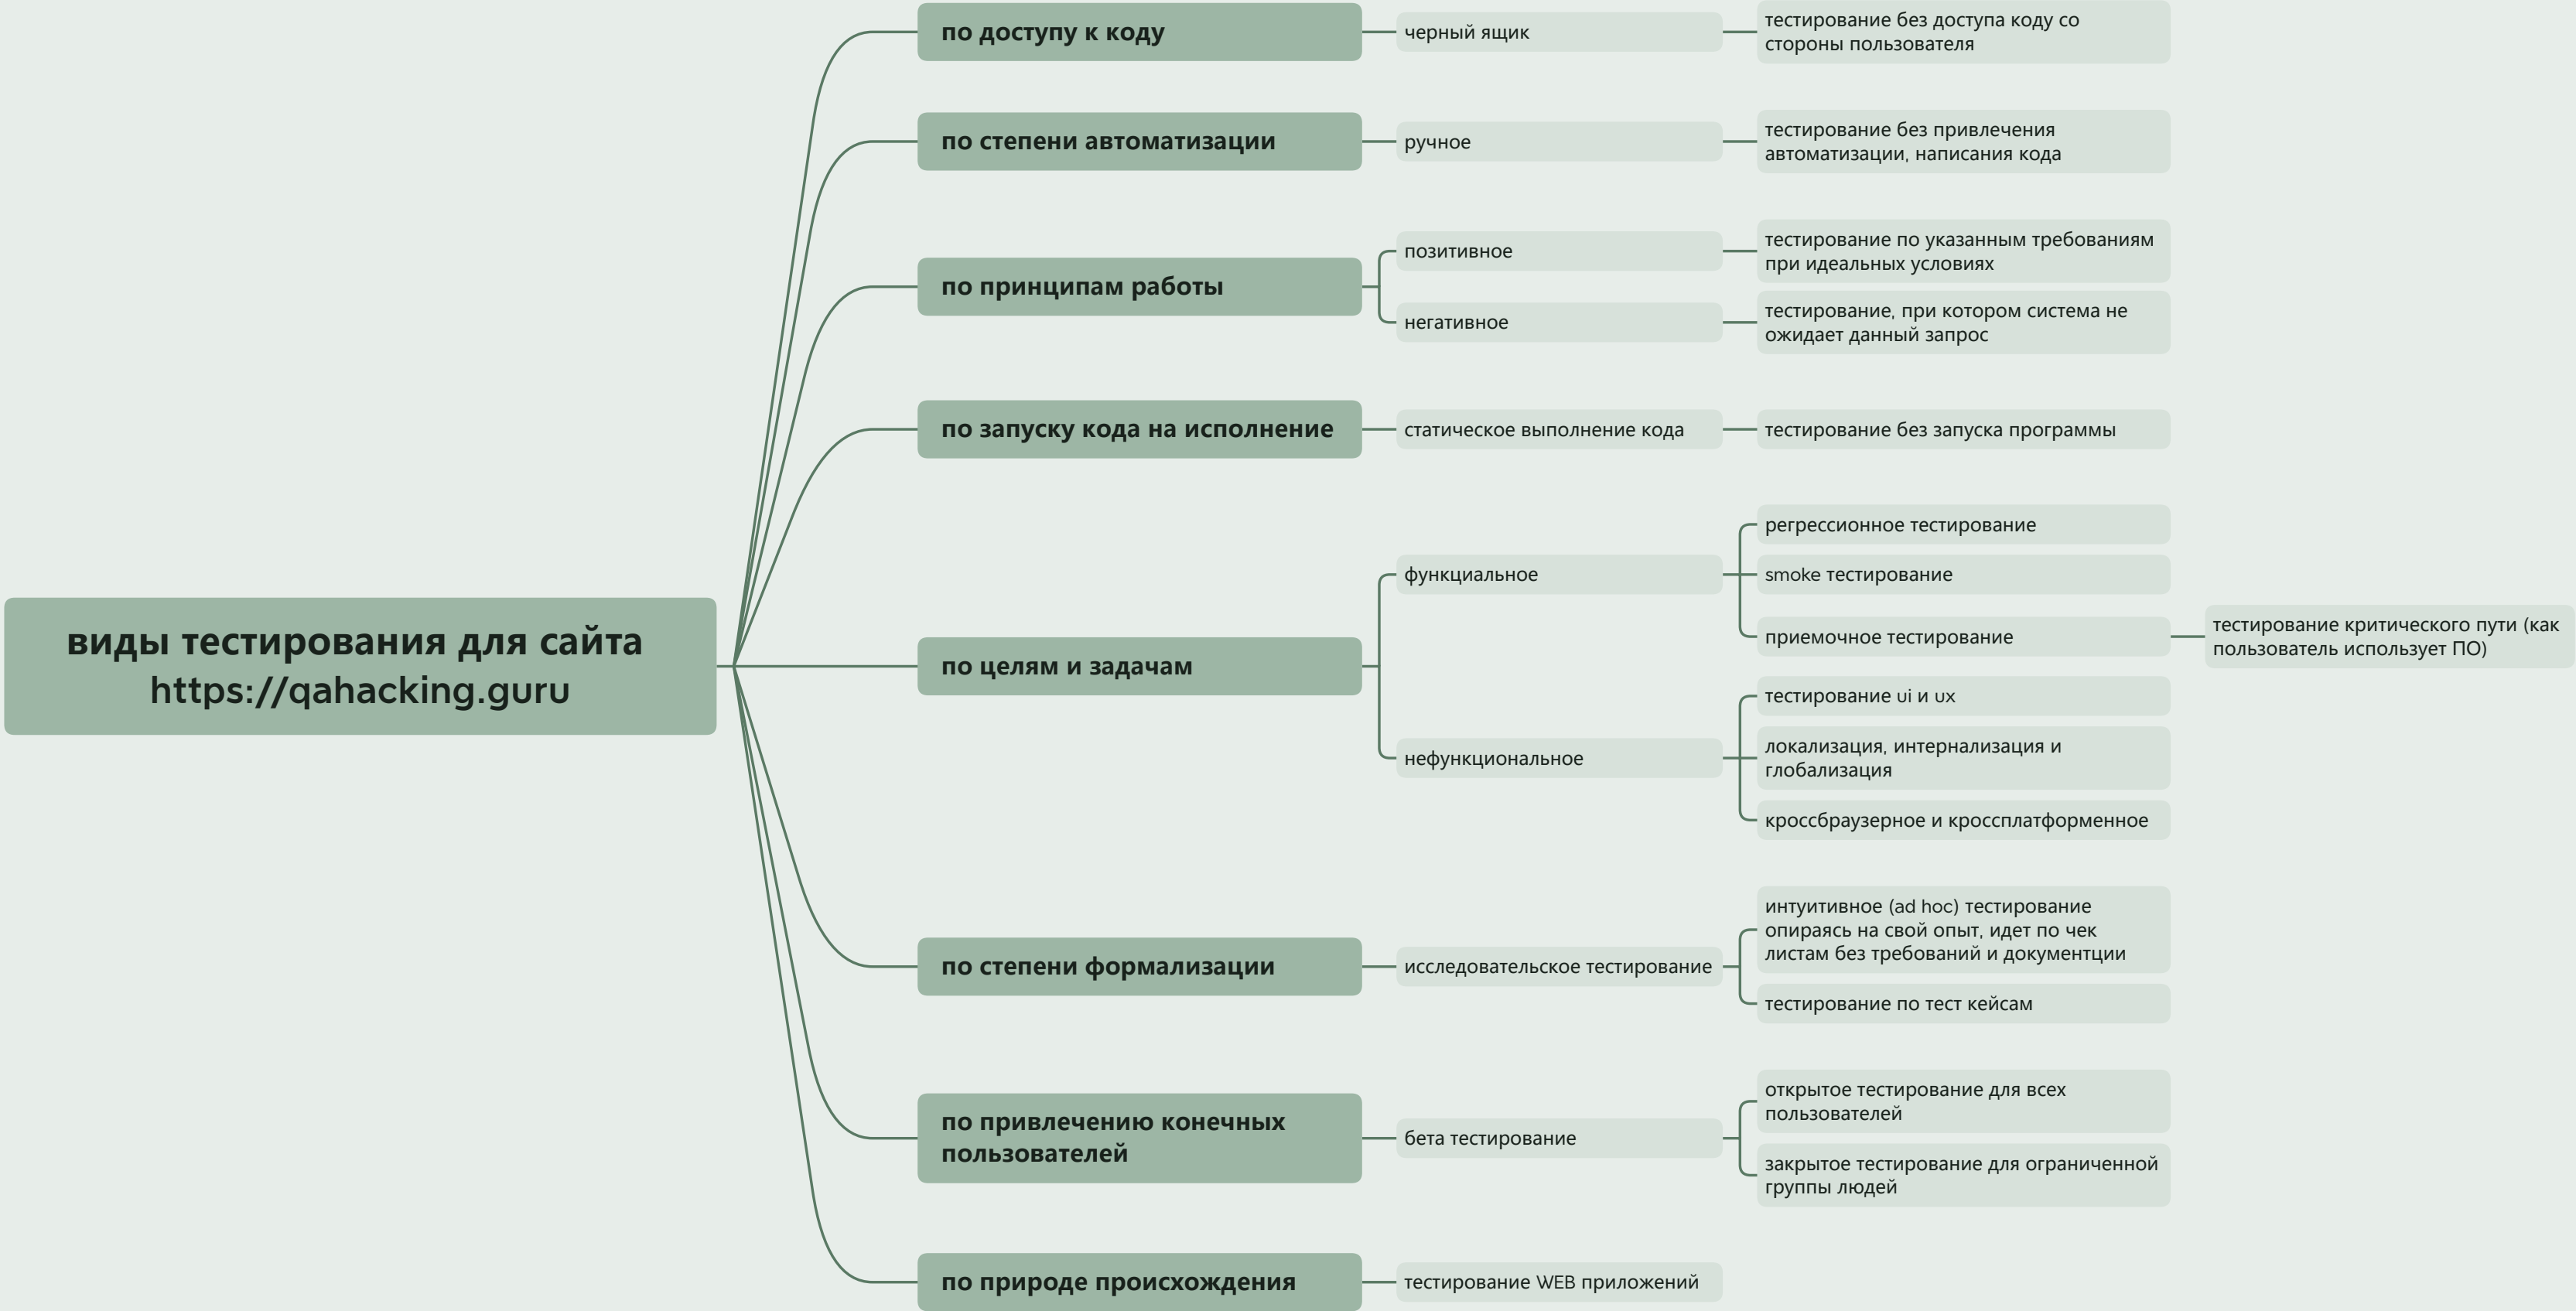 по доступу к коду
черный ящик
тестирование без доступа коду со
стороны пользователя
по степени автоматизации
ручное
тестирование без привлечения
автоматизации, написания кода
по принципам работы
позитивное
тестирование по указанным требованиям
при идеальных условиях
негативное
тестирование, при котором система не
ожидает данный запрос
по запуску кода на исполнение
статическое выполнение кода
тестирование без запуска программы
виды тестирования для сайта
https://qahacking.guru
по целям и задачам
функциальное
регрессионное тестирование
smoke тестирование
приемочное тестирование
тестирование критического пути (как
пользователь использует ПО)
нефункциональное
тестирование ui и ux
локализация, интернализация и
глобализация
кроссбраузерное и кроссплатформенное
по степени формализации
исследовательское тестирование
интуитивное (ad hoc) тестирование
опираясь на свой опыт, идет по чек
листам без требований и документции
тестирование по тест кейсам
по привлечению конечных
пользователей
бета тестирование
открытое тестирование для всех
пользователей
закрытое тестирование для ограниченной
группы людей
по природе происхождения
тестирование WEB приложений